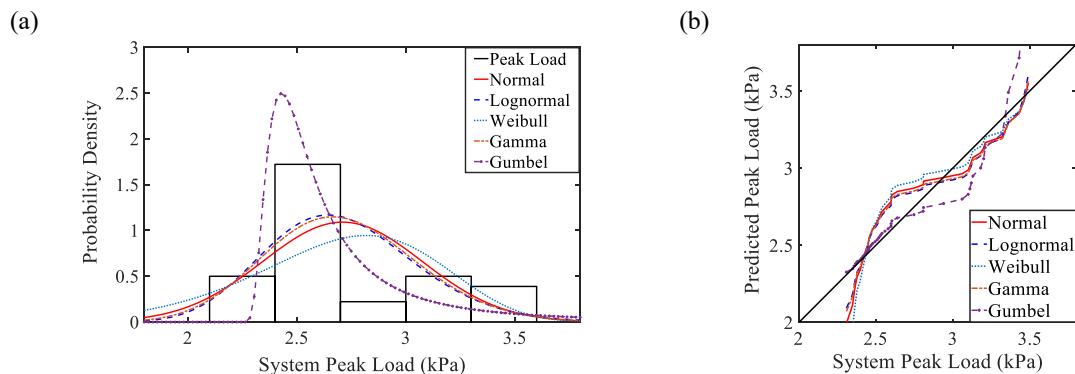 (a)
Probability Density
3
2.5
2
1.5
1
0.5
0
2
2.5
3
3.5
System Peak Load (kPa)
Peak Load
Normal
Lognormal
Weibull
Gamma
Gumbel
(b)
Predicted Peak Load (kPa)
3.5
3
2.5
2
2
2.5
3
3.5
System Peak Load (kPa)
Normal
Lognormal
Weibull
Gamma
Gumbel